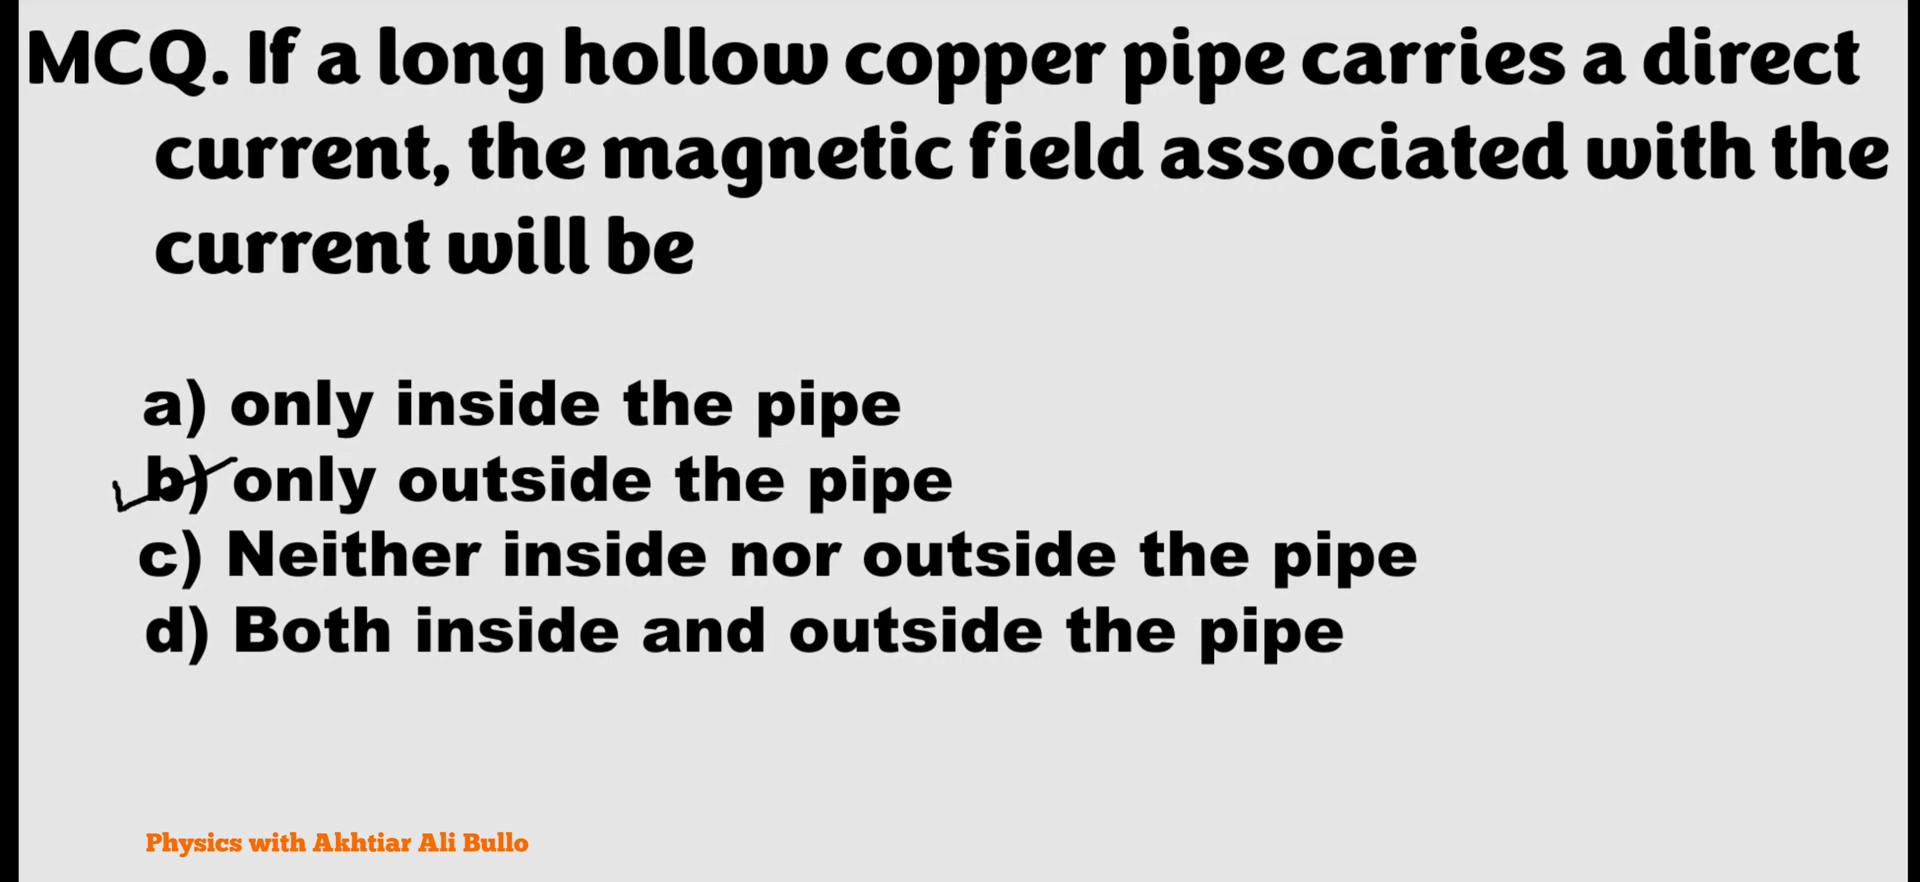 MCQ. If a long hollow copper pipe carries a direct
current, the magnetic field associated with the
current will be
a) only inside the pipe
b) only outside the pipe
c) Neither inside nor outside the pipe
d) Both inside and outside the pipe
Physics with Akhtiar Ali Bullo